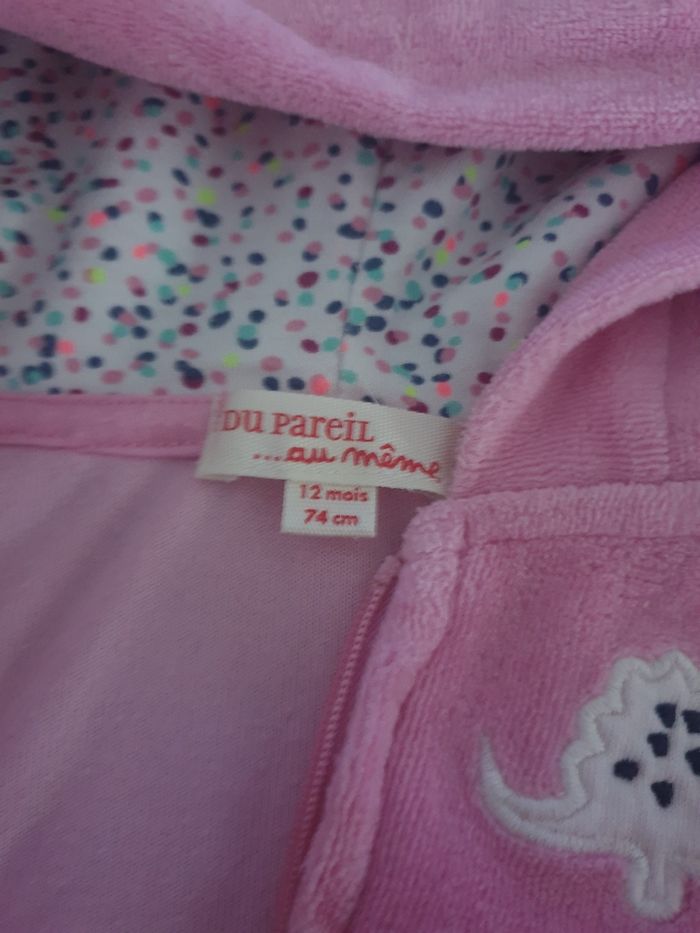 DU PAREIL
...au même
12 mois
74 cm